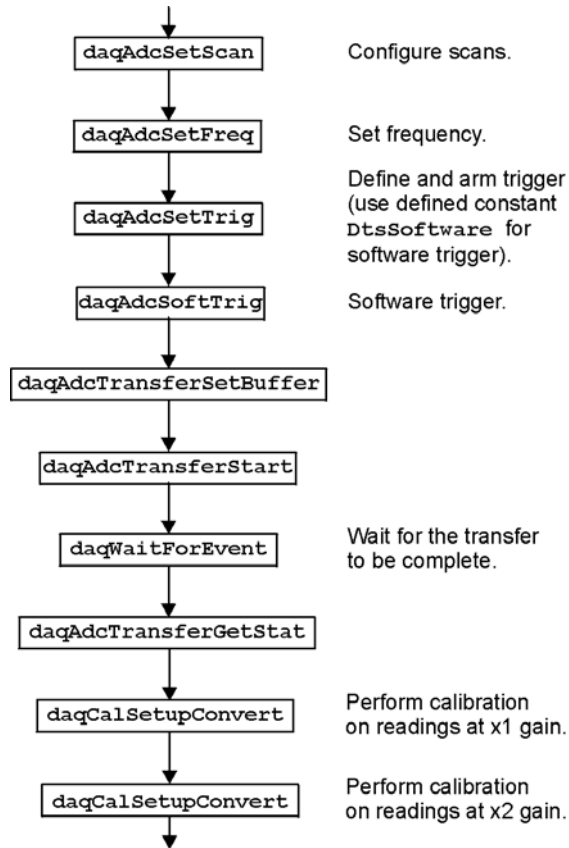 daqAdcSetScan
Configure scans.
daqAdcSetFreq
Set frequency.
daqAdcSetTrig
Define and arm trigger
(use defined constant
DtsSoftware for
software trigger).
daqAdcSoftTrig
Software trigger.
daqAdcTransferSetBuffer
daqAdcTransferStart
daqWaitForEvent
Wait for the transfer
to be complete.
daqAdcTransferGetStat
daqCalSetupConvert
Perform calibration
on readings at x1 gain.
daqCalSetupConvert
Perform calibration
on readings at x2 gain.